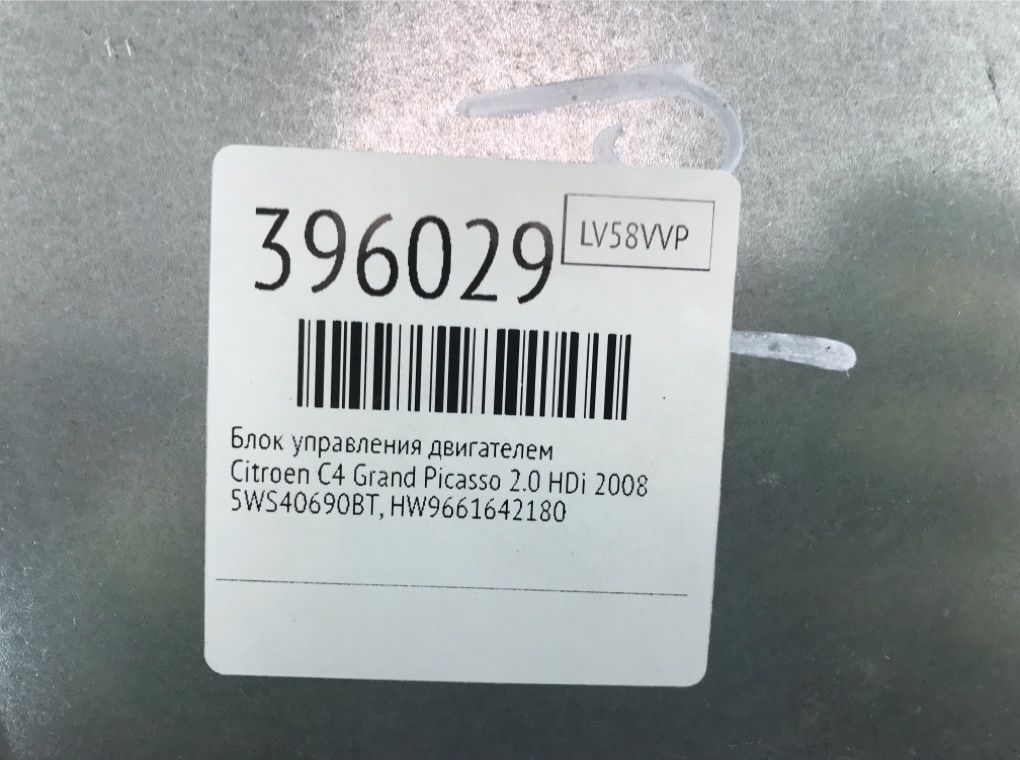 396029
LV58VVP
Блок управления двигателем
Citroen C4 Grand Picasso 2.0 HDi 2008
5WS40690BT, HW9661642180